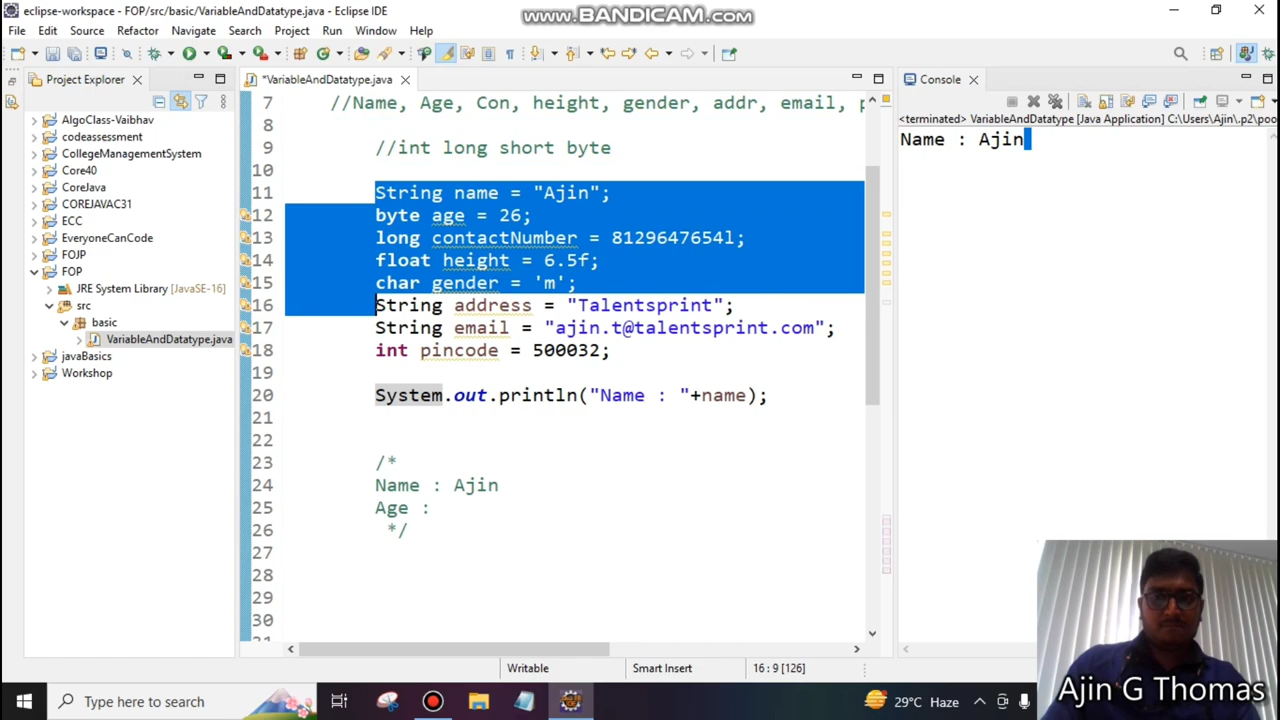 eclipse-workspace - FOP/src/basic/VariableAndDatatype.java - Eclipse IDE
www.BANDICAM.com
File Edit Source Refactor Navigate Search Project Run Window Help
Project Explorer
*VariableAndDatatype.java
Console
<terminated> VariableAndDatatype [Java Application] C:\Users\Ajin\.p2\poo
Name : Ajin
AlgoClass-Vaibhav
codeassessment
CollegeManagementSystem
Core40
CoreJava
COREJAVAC31
ECC
EveryoneCanCode
FOJP
FOP
JRE System Library [JavaSE-16]
src
basic
VariableAndDatatype.java
javaBasics
Workshop
7 //Name, Age, Con, height, gender, addr, email, p
8
9 //int long short byte
10
11 String name = "Ajin";
12 byte age = 26;
13 long contactNumber = 8129647654l;
14 float height = 6.5f;
15 char gender = 'm';
16 String address = "Talentsprint";
17 String email = "ajin.t@talentsprint.com";
18 int pincode = 500032;
19
20 System.out.println("Name : "+name);
21
22
23 /*
24 Name : Ajin
25 Age :
26 */
27
28
29
30
Writable Smart Insert 16 : 9 [126]
Type here to search
29°C Haze
Ajin G Thomas